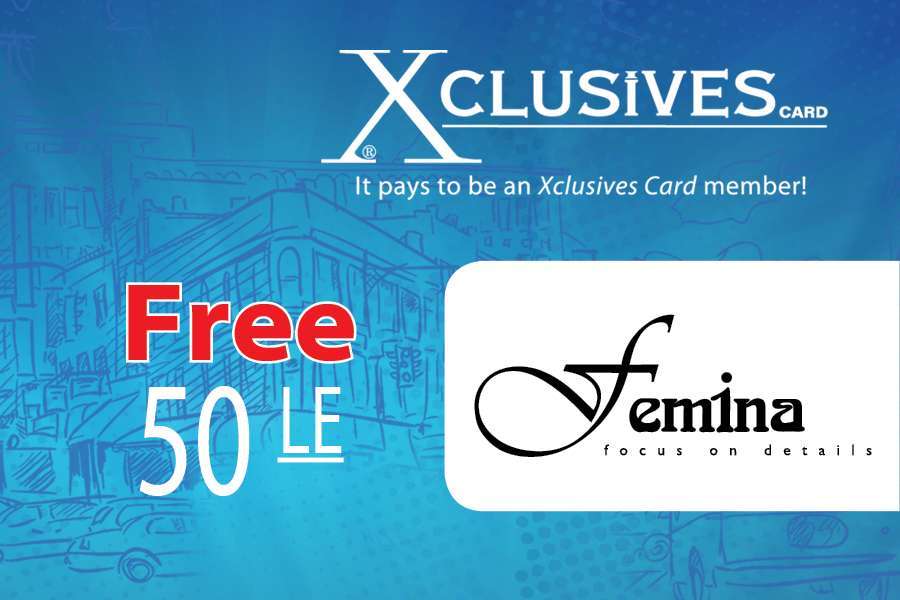 XCLUSIVES CARD
®
It pays to be an Xclusives Card member!
Free
50 LE
Femina
focus on details